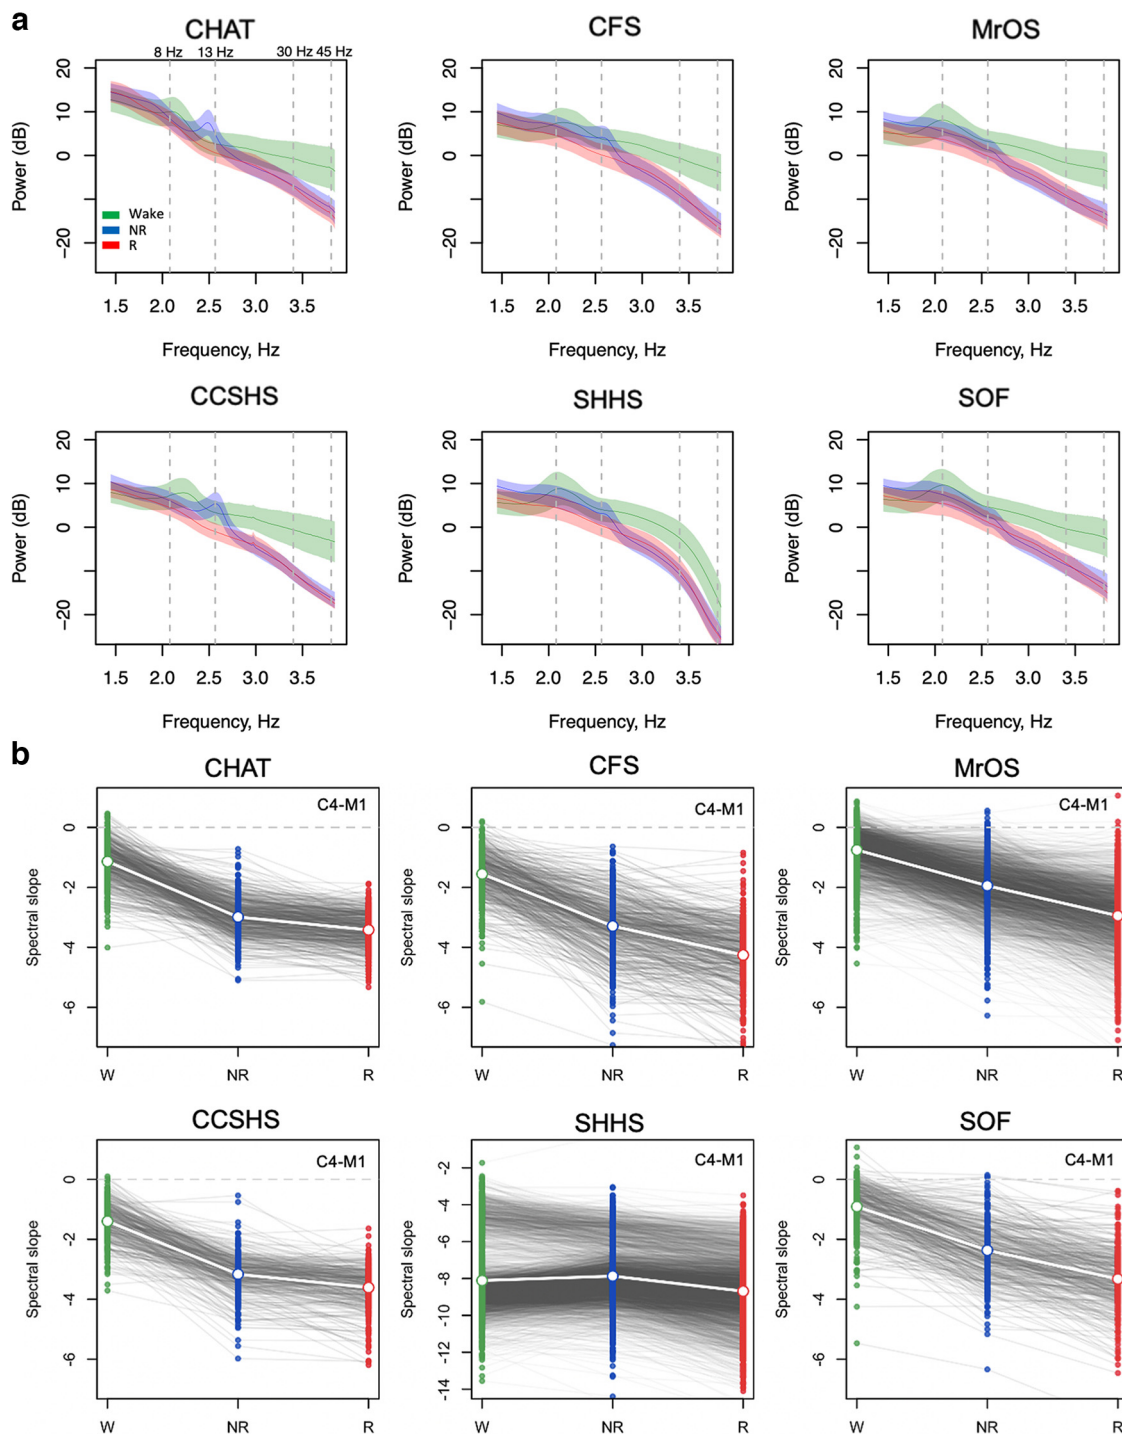 a
CHAT
CFS
MrOS
8 Hz 13 Hz 30 Hz 45 Hz
Power (dB)
20
10
0
−20
Wake
NR
R
1.5 2.0 2.5 3.0 3.5
Frequency, Hz
Power (dB)
20
10
0
−20
1.5 2.0 2.5 3.0 3.5
Frequency, Hz
Power (dB)
20
10
0
−20
1.5 2.0 2.5 3.0 3.5
Frequency, Hz
CCSHS
SHHS
SOF
Power (dB)
20
10
0
−20
1.5 2.0 2.5 3.0 3.5
Frequency, Hz
Power (dB)
20
10
0
−20
1.5 2.0 2.5 3.0 3.5
Frequency, Hz
Power (dB)
20
10
0
−20
1.5 2.0 2.5 3.0 3.5
Frequency, Hz
b
CHAT
C4-M1
Spectral slope
0
-2
-4
-6
W NR R
CFS
C4-M1
Spectral slope
0
-2
-4
-6
W NR R
MrOS
C4-M1
Spectral slope
0
-2
-4
-6
W NR R
CCSHS
C4-M1
Spectral slope
0
-2
-4
-6
W NR R
SHHS
C4-M1
Spectral slope
-2
-4
-6
-8
-10
-12
-14
W NR R
SOF
C4-M1
Spectral slope
0
-2
-4
-6
W NR R